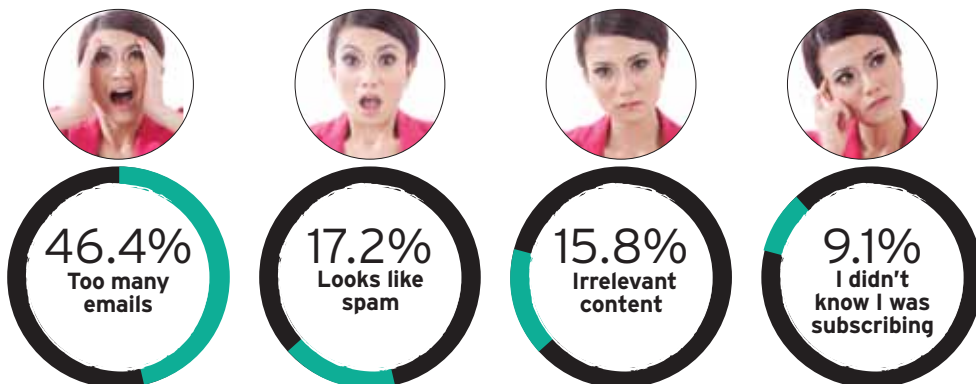 46.4%
Too many
emails
17.2%
Looks like
spam
15.8%
Irrelevant
content
9.1%
I didn't
know I was
subscribing